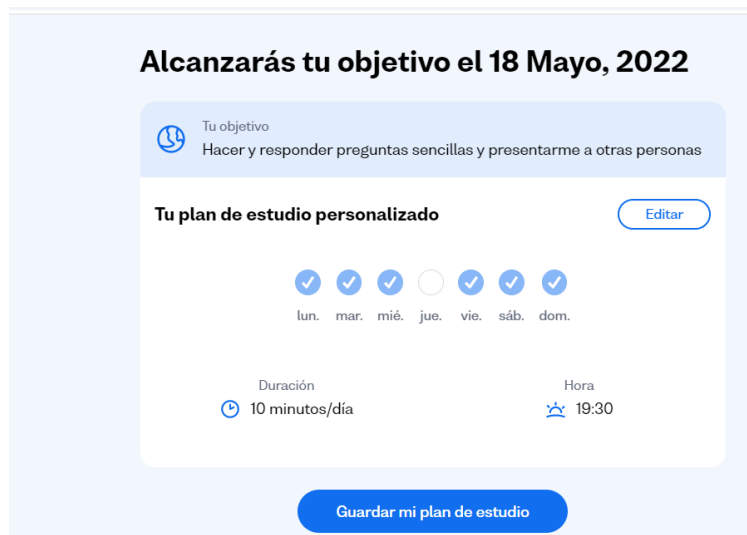 Alcanzarás tu objetivo el 18 Mayo, 2022
Tu objetivo
Hacer y responder preguntas sencillas y presentarme a otras personas
Tu plan de estudio personalizado
Editar
lun. mar. mié. jue. vie. sáb. dom.
Duración
Hora
10 minutos/día
19:30
Guardar mi plan de estudio